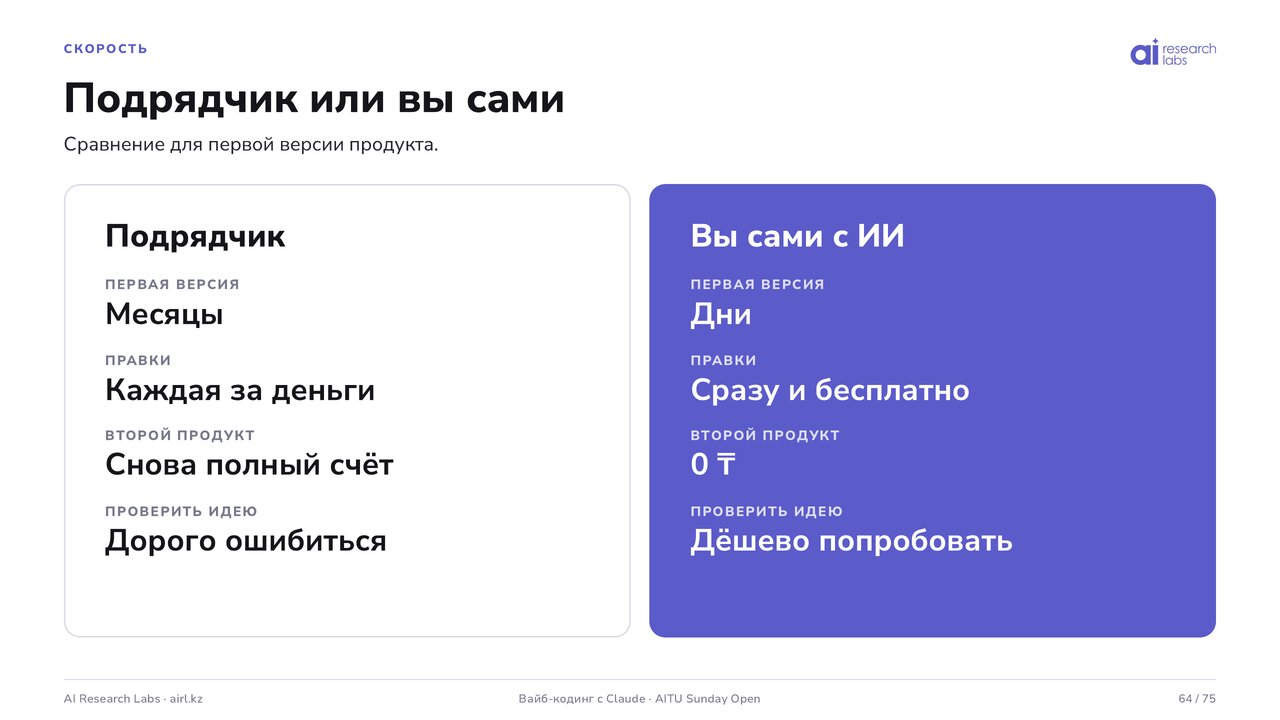 СКОРОСТЬ
ai research labs
Подрядчик или вы сами
Сравнение для первой версии продукта.
Подрядчик
ПЕРВАЯ ВЕРСИЯ
Месяцы
ПРАВКИ
Каждая за деньги
ВТОРОЙ ПРОДУКТ
Снова полный счёт
ПРОВЕРИТЬ ИДЕЮ
Дорого ошибиться
Вы сами с ИИ
ПЕРВАЯ ВЕРСИЯ
Дни
ПРАВКИ
Сразу и бесплатно
ВТОРОЙ ПРОДУКТ
0 ₸
ПРОВЕРИТЬ ИДЕЮ
Дёшево попробовать
AI Research Labs · airl.kz
Вайб-кодинг с Claude · AITU Sunday Open
64 / 75